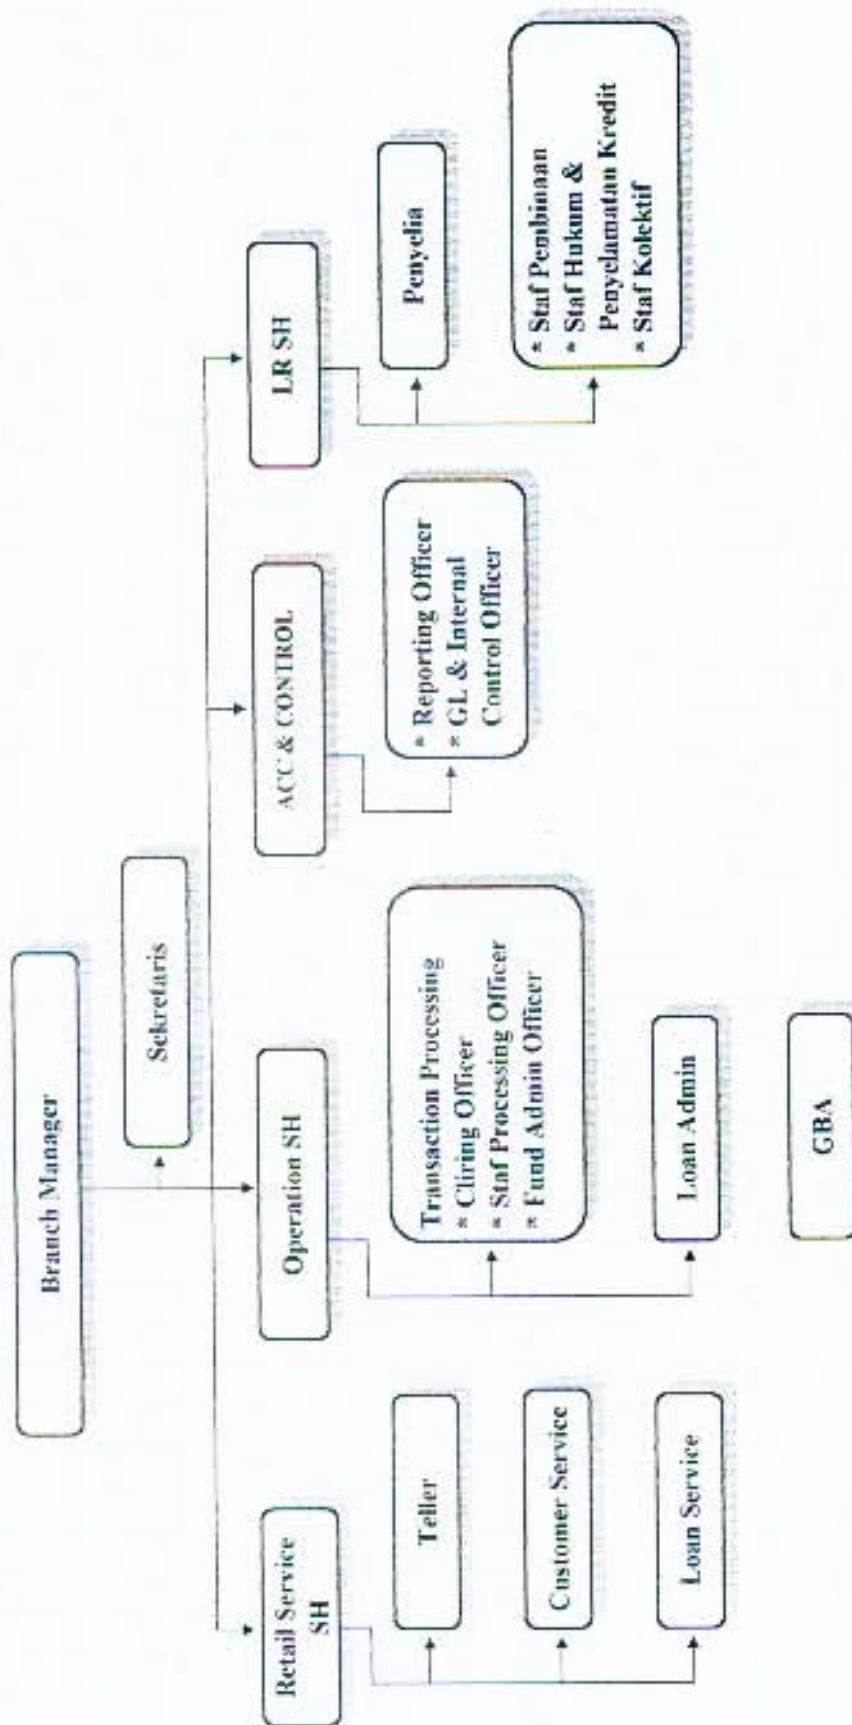 Branch Manager
Sekretaris
Retail Service
SH
Operation SH
ACC & CONTROL
LR SH
Teller
Customer Service
Loan Service
Transaction Processing
* Cliring Officer
* Staf Processing Officer
* Fund Admin Officer
Loan Admin
GBA
* Reporting Officer
* GL & Internal
Control Officer
Penyelia
* Staf Pembinaan
* Staf Hukum &
Penyelamatan Kredit
* Staf Kolektif